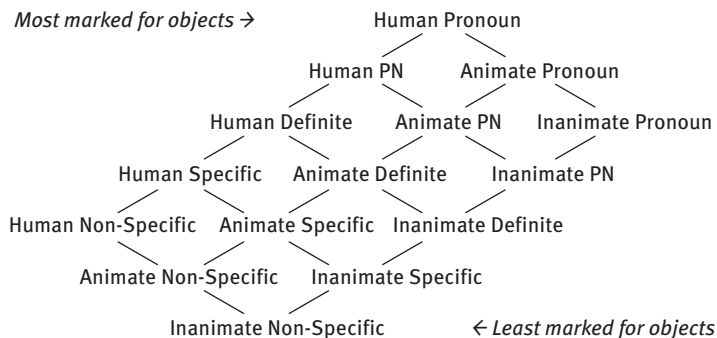 Most marked for objects → Human Pronoun
Human PN Animate Pronoun
Human Definite Animate PN Inanimate Pronoun
Human Specific Animate Definite Inanimate PN
Human Non-Specific Animate Specific Inanimate Definite
Animate Non-Specific Inanimate Specific
Inanimate Non-Specific ← Least marked for objects